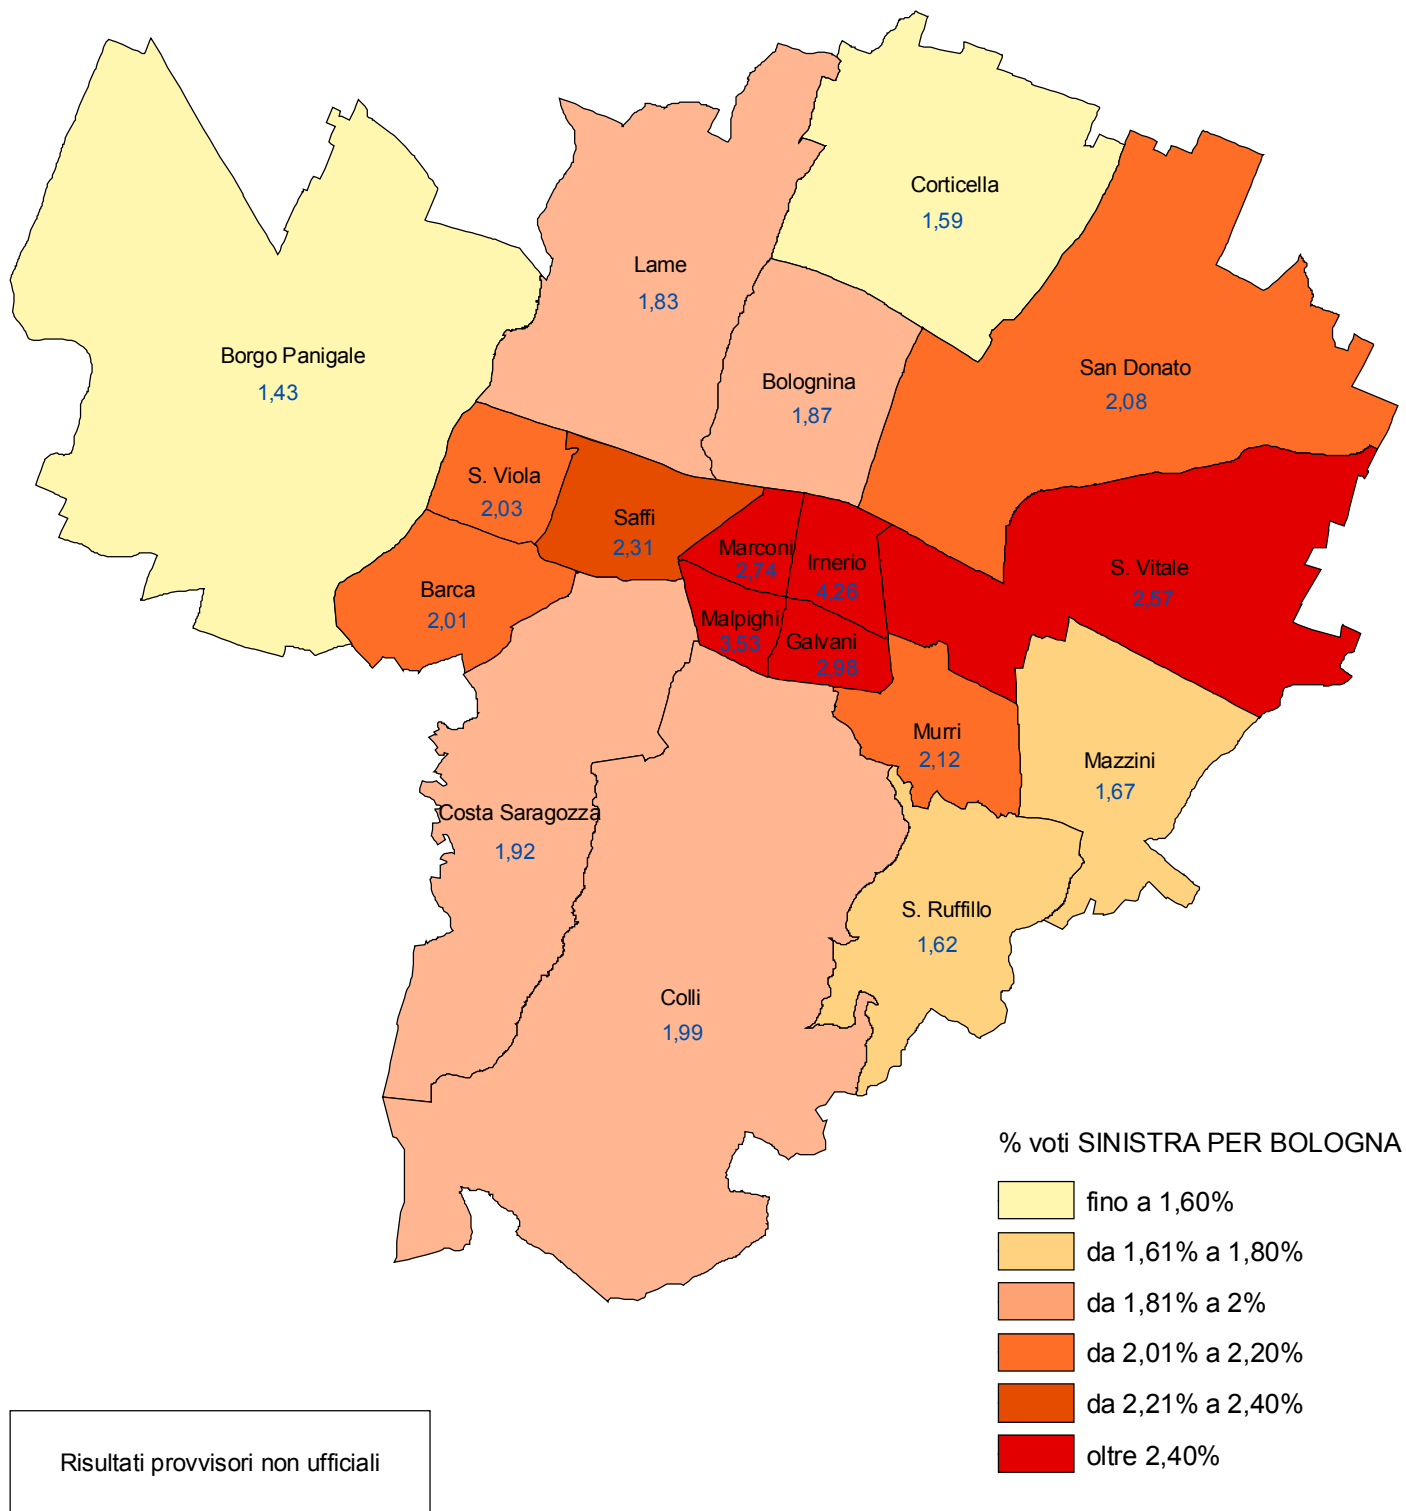 Corticella
1,59
Lame
1,83
Borgo Panigale
1,43
Bolognina
1,87
San Donato
2,08
S. Viola
2,03
Saffi
2,31
Marconi
2,74
Irnerio
4,26
S. Vitale
2,57
Barca
2,01
Malpighi
3,53
Galvani
2,98
Murri
2,12
Mazzini
1,67
Costa Saragozza
1,92
S. Ruffillo
1,62
Colli
1,99
% voti SINISTRA PER BOLOGNA
fino a 1,60%
da 1,61% a 1,80%
da 1,81% a 2%
da 2,01% a 2,20%
da 2,21% a 2,40%
oltre 2,40%
Risultati provvisori non ufficiali